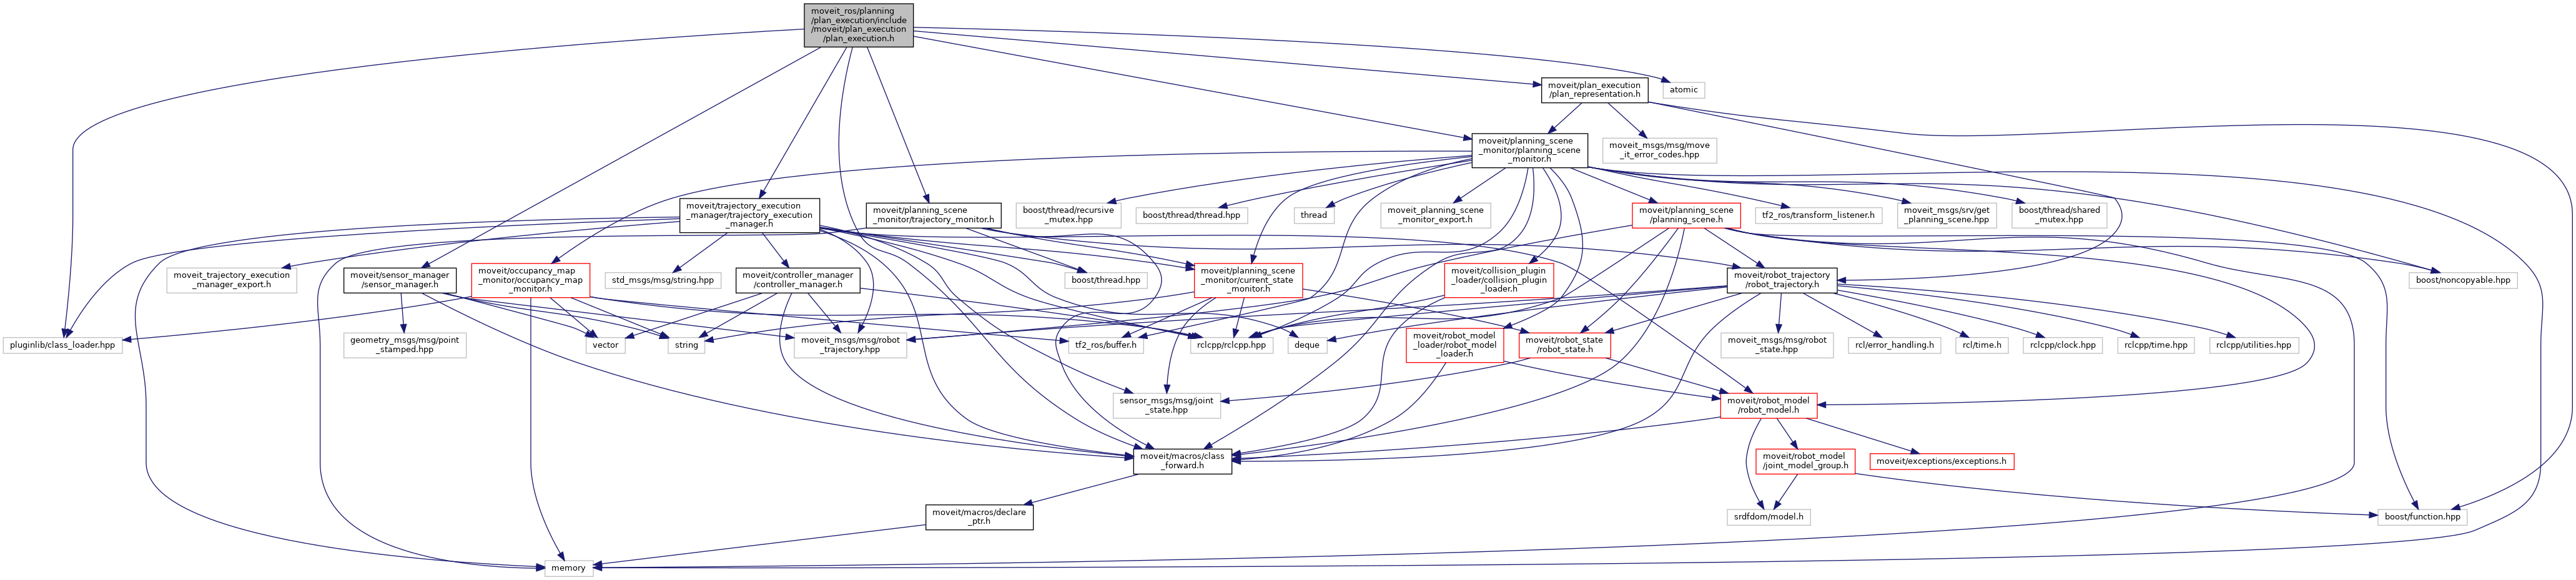 moveit_ros/planning
/plan_execution/include
/moveit/plan_execution
/plan_execution.h
moveit/plan_execution
/plan_representation.h
atomic
moveit/planning_scene
_monitor/planning_scene
_monitor.h
moveit_msgs/msg/move
_it_error_codes.hpp
moveit/trajectory_execution
_manager/trajectory_execution
_manager.h
moveit/planning_scene
_monitor/trajectory_monitor.h
boost/thread/recursive
_mutex.hpp
boost/thread/thread.hpp
thread
moveit_planning_scene
_monitor_export.h
moveit/planning_scene
/planning_scene.h
tf2_ros/transform_listener.h
moveit_msgs/srv/get
_planning_scene.hpp
boost/thread/shared
_mutex.hpp
moveit_trajectory_execution
_manager_export.h
moveit/sensor_manager
/sensor_manager.h
moveit/occupancy_map
_monitor/occupancy_map
_monitor.h
std_msgs/msg/string.hpp
moveit/controller_manager
/controller_manager.h
boost/thread.hpp
moveit/planning_scene
_monitor/current_state
_monitor.h
moveit/collision_plugin
_loader/collision_plugin
_loader.h
moveit/robot_trajectory
/robot_trajectory.h
boost/noncopyable.hpp
pluginlib/class_loader.hpp
geometry_msgs/msg/point
_stamped.hpp
vector
string
moveit_msgs/msg/robot
_trajectory.hpp
tf2_ros/buffer.h
rclcpp/rclcpp.hpp
deque
moveit/robot_model
_loader/robot_model
_loader.h
moveit/robot_state
/robot_state.h
moveit_msgs/msg/robot
_state.hpp
rcl/error_handling.h
rcl/time.h
rclcpp/clock.hpp
rclcpp/time.hpp
rclcpp/utilities.hpp
sensor_msgs/msg/joint
_state.hpp
moveit/robot_model
/robot_model.h
moveit/macros/class
_forward.h
moveit/robot_model
/joint_model_group.h
moveit/exceptions/exceptions.h
moveit/macros/declare
_ptr.h
srdfdom/model.h
boost/function.hpp
memory